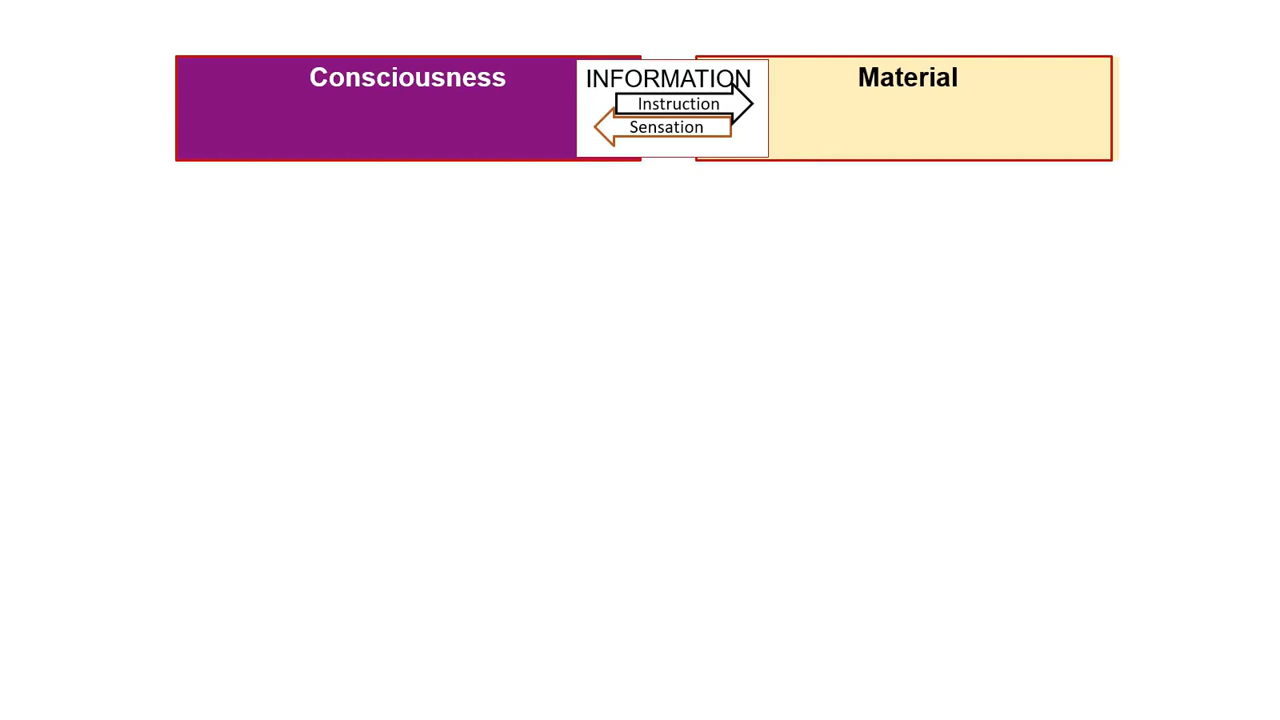 Consciousness
INFORMATION
Instruction
Sensation
Material